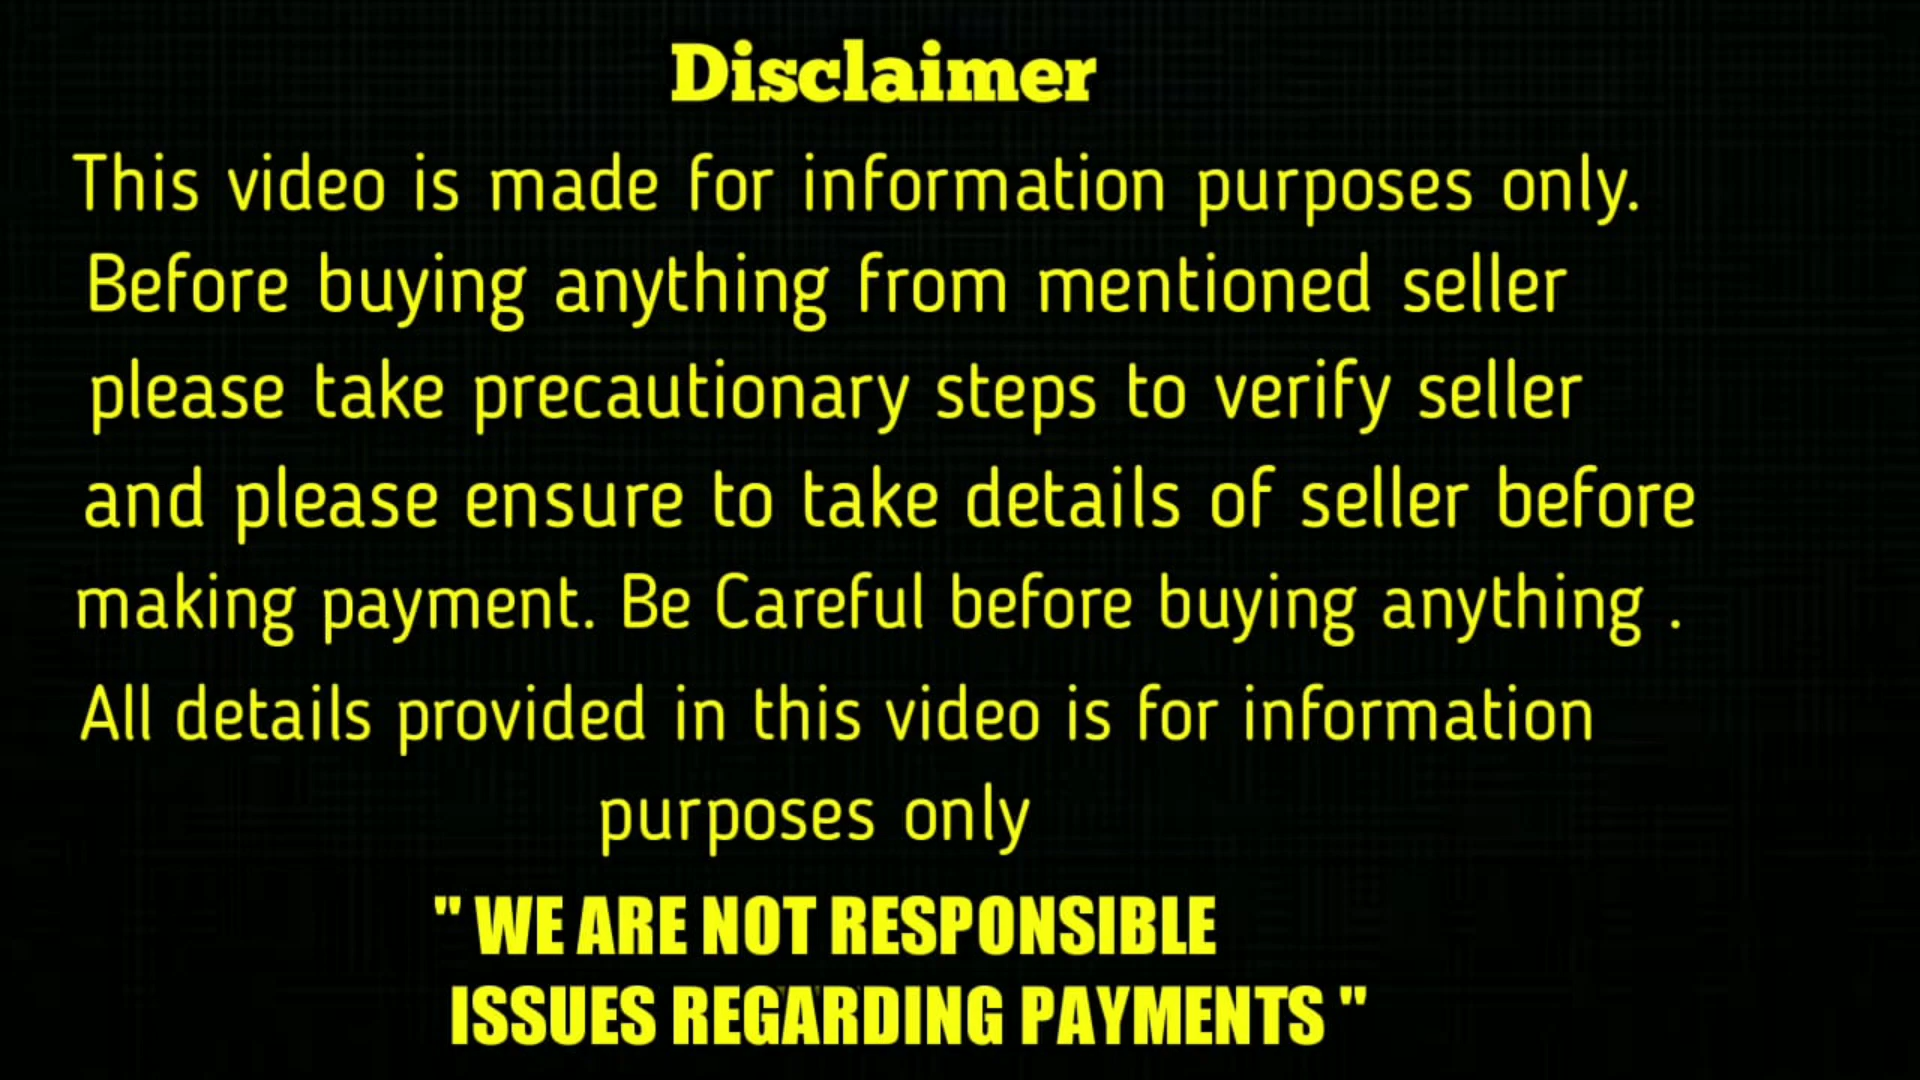 Disclaimer
This video is made for information purposes only.
Before buying anything from mentioned seller
please take precautionary steps to verify seller
and please ensure to take details of seller before
making payment. Be Careful before buying anything .
All details provided in this video is for information
purposes only
" WE ARE NOT RESPONSIBLE
ISSUES REGARDING PAYMENTS "